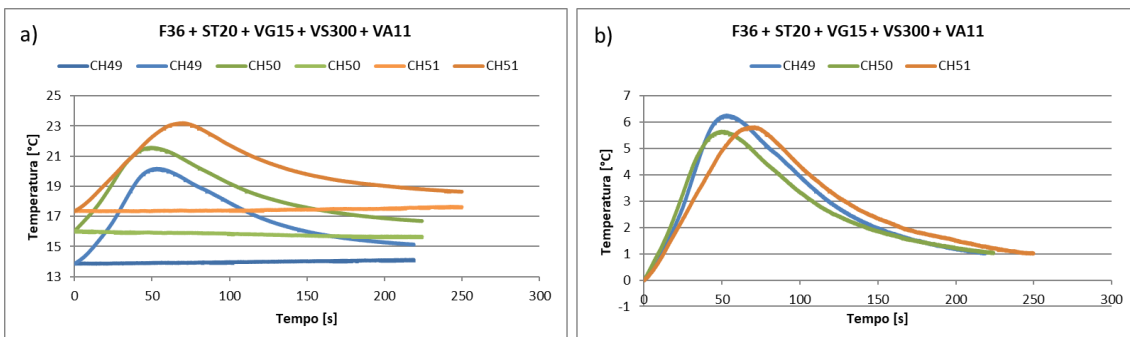 a)
F36 + ST20 + VG15 + VS300 + VA11
CH49 CH49 CH50 CH50 CH51 CH51
Temperatura [°C]
25
23
21
19
17
15
13
0 50 100 150 200 250 300
Tempo [s]
b)
F36 + ST20 + VG15 + VS300 + VA11
CH49 CH50 CH51
Temperatura [°C]
7
6
5
4
3
2
1
0
-1
0 50 100 150 200 250 300
Tempo [s]